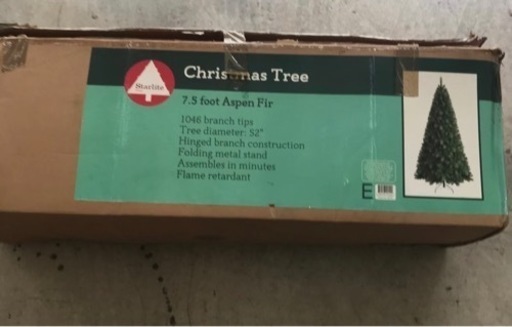 Starlite
Christmas Tree
7.5 foot Aspen Fir
1046 branch tips
Tree diameter: 52"
Hinged branch construction
Folding metal stand
Assembles in minutes
Flame retardant
E